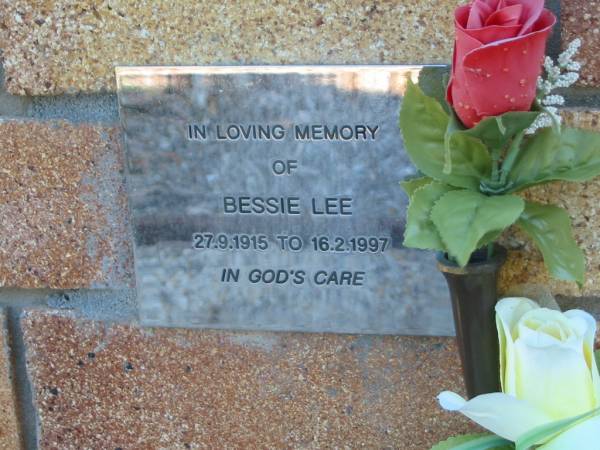 IN LOVING MEMORY
OF
BESSIE LEE
27.9.1915 TO 16.2.1997
IN GOD'S CARE